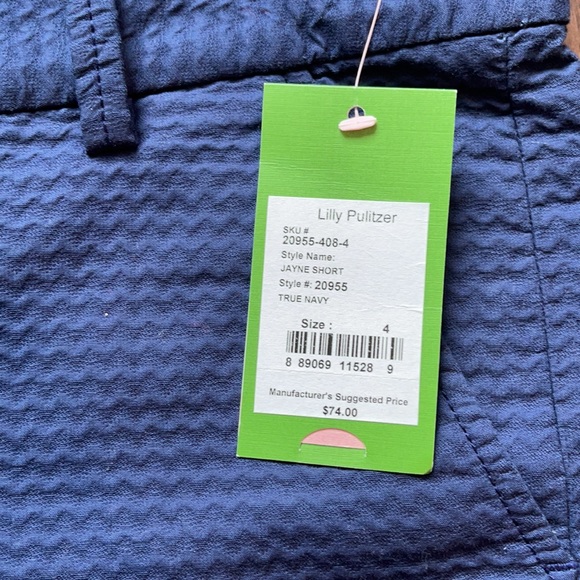 Lilly Pulitzer
SKU #
20955-408-4
Style Name:
JAYNE SHORT
Style #: 20955
TRUE NAVY
Size : 4
8 89069 11528 9
Manufacturer's Suggested Price
$74.00